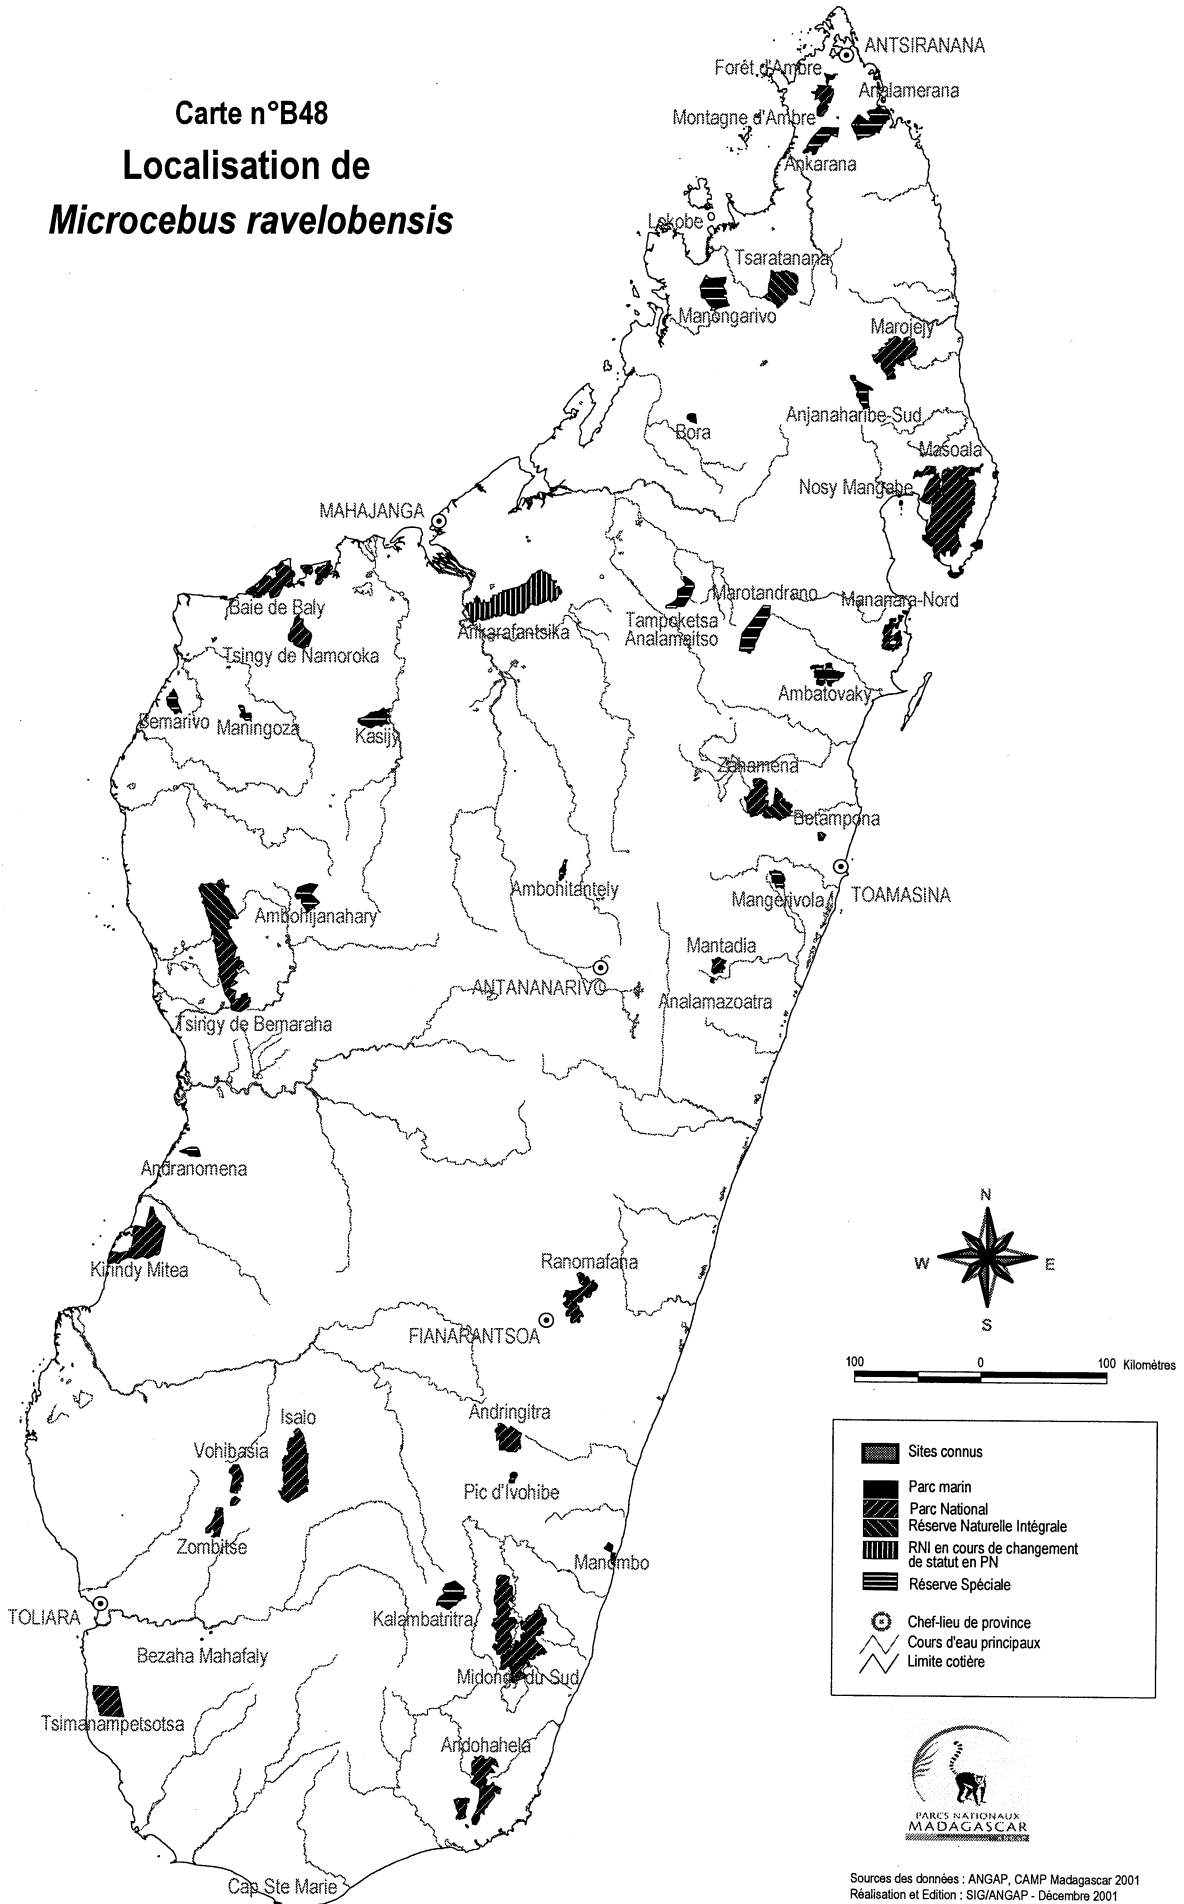 Carte n°B48
Localisation de
Microcebus ravelobensis
ANTSIRANANA
Forêt d'Ambre
Analamerana
Montagne d'Ambre
Ankarana
Lokobe
Tsaratanana
Manongarivo
Marojejy
Anjanaharibe-Sud
Bora
Masoala
Nosy Mangabe
MAHAJANGA
Baie de Baly
Ankarafantsika
Tampoketsa
Analamaitso
Marotandrano
Mananara-Nord
Tsingy de Namoroka
Ambatovaky
Bemarivo
Maningoza
Kasijy
Zahamena
Betampona
Ambohitantely
Mangerivola
TOAMASINA
Ambohijanahary
Mantadia
ANTANANARIVO
Analamazoatra
Tsingy de Bemaraha
Andranomena
Kirindy Mitea
Ranomafana
FIANARANTSOA
N
W
E
S
100 0 100 Kilomètres
Andringitra
Isalo
Vohibasia
Pic d'Ivohibe
Zombitse
Manombo
TOLIARA
Kalambatritra
Bezaha Mahafaly
Midongy du Sud
Tsimanampetsotsa
Andohahela
Cap Ste Marie
Sites connus
Parc marin
Parc National
Réserve Naturelle Intégrale
RNI en cours de changement
de statut en PN
Réserve Spéciale
Chef-lieu de province
Cours d'eau principaux
Limite cotière
PARCS NATIONAUX
MADAGASCAR
ANGAP
Sources des données : ANGAP, CAMP Madagascar 2001
Réalisation et Edition : SIG/ANGAP - Décembre 2001